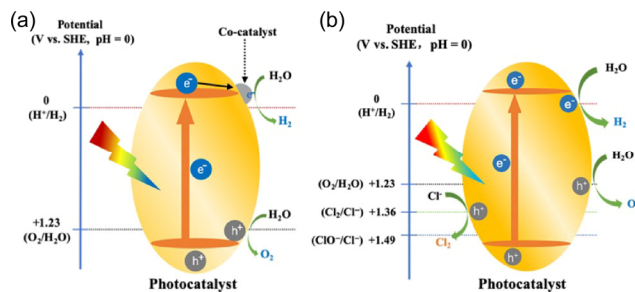 (a)
Potential
(V vs. SHE, pH = 0)
Co-catalyst
e⁻
e⁻
H₂O
0
(H⁺/H₂)
H₂
e⁻
+1.23
(O₂/H₂O)
h⁺
H₂O
O₂
h⁺
Photocatalyst
(b)
Potential
(V vs. SHE, pH = 0)
e⁻
H₂O
0
(H⁺/H₂)
e⁻
H₂
e⁻
H₂O
(O₂/H₂O) +1.23
h⁺
Cl⁻
O
(Cl₂/Cl⁻) +1.36
h⁺
(ClO⁻/Cl⁻) +1.49
Cl₂
h⁺
Photocatalyst